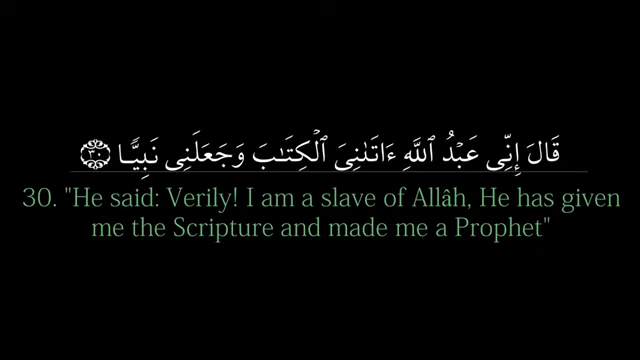 قَالَ إِنِّى عَبْدُ ٱللَّهِ ءَاتَىٰنِىَ ٱلْكِتَـٰبَ وَجَعَلَنِى نَبِيًّا ۝٣٠
30. "He said: Verily! I am a slave of Allâh, He has given
me the Scripture and made me a Prophet"